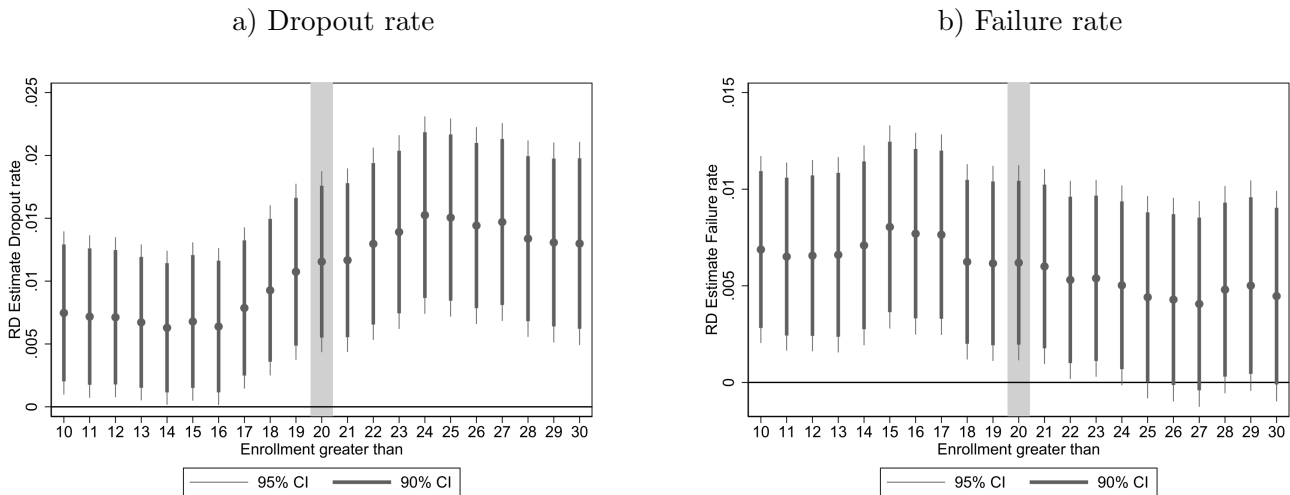 a) Dropout rate
RD Estimate Dropout rate
.025
.02
.015
.01
.005
0
10 11 12 13 14 15 16 17 18 19 20 21 22 23 24 25 26 27 28 29 30
Enrollment greater than
95% CI 90% CI
b) Failure rate
RD Estimate Failure rate
.015
.01
.005
0
10 11 12 13 14 15 16 17 18 19 20 21 22 23 24 25 26 27 28 29 30
Enrollment greater than
95% CI 90% CI